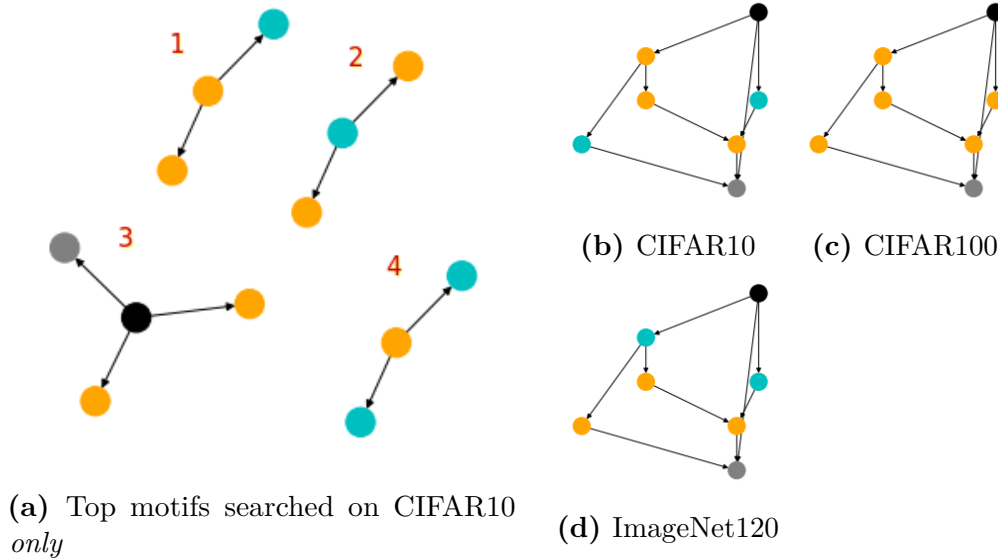 1
2
3
4
(a) Top motifs searched on CIFAR10
only
(b) CIFAR10
(c) CIFAR100
(d) ImageNet120